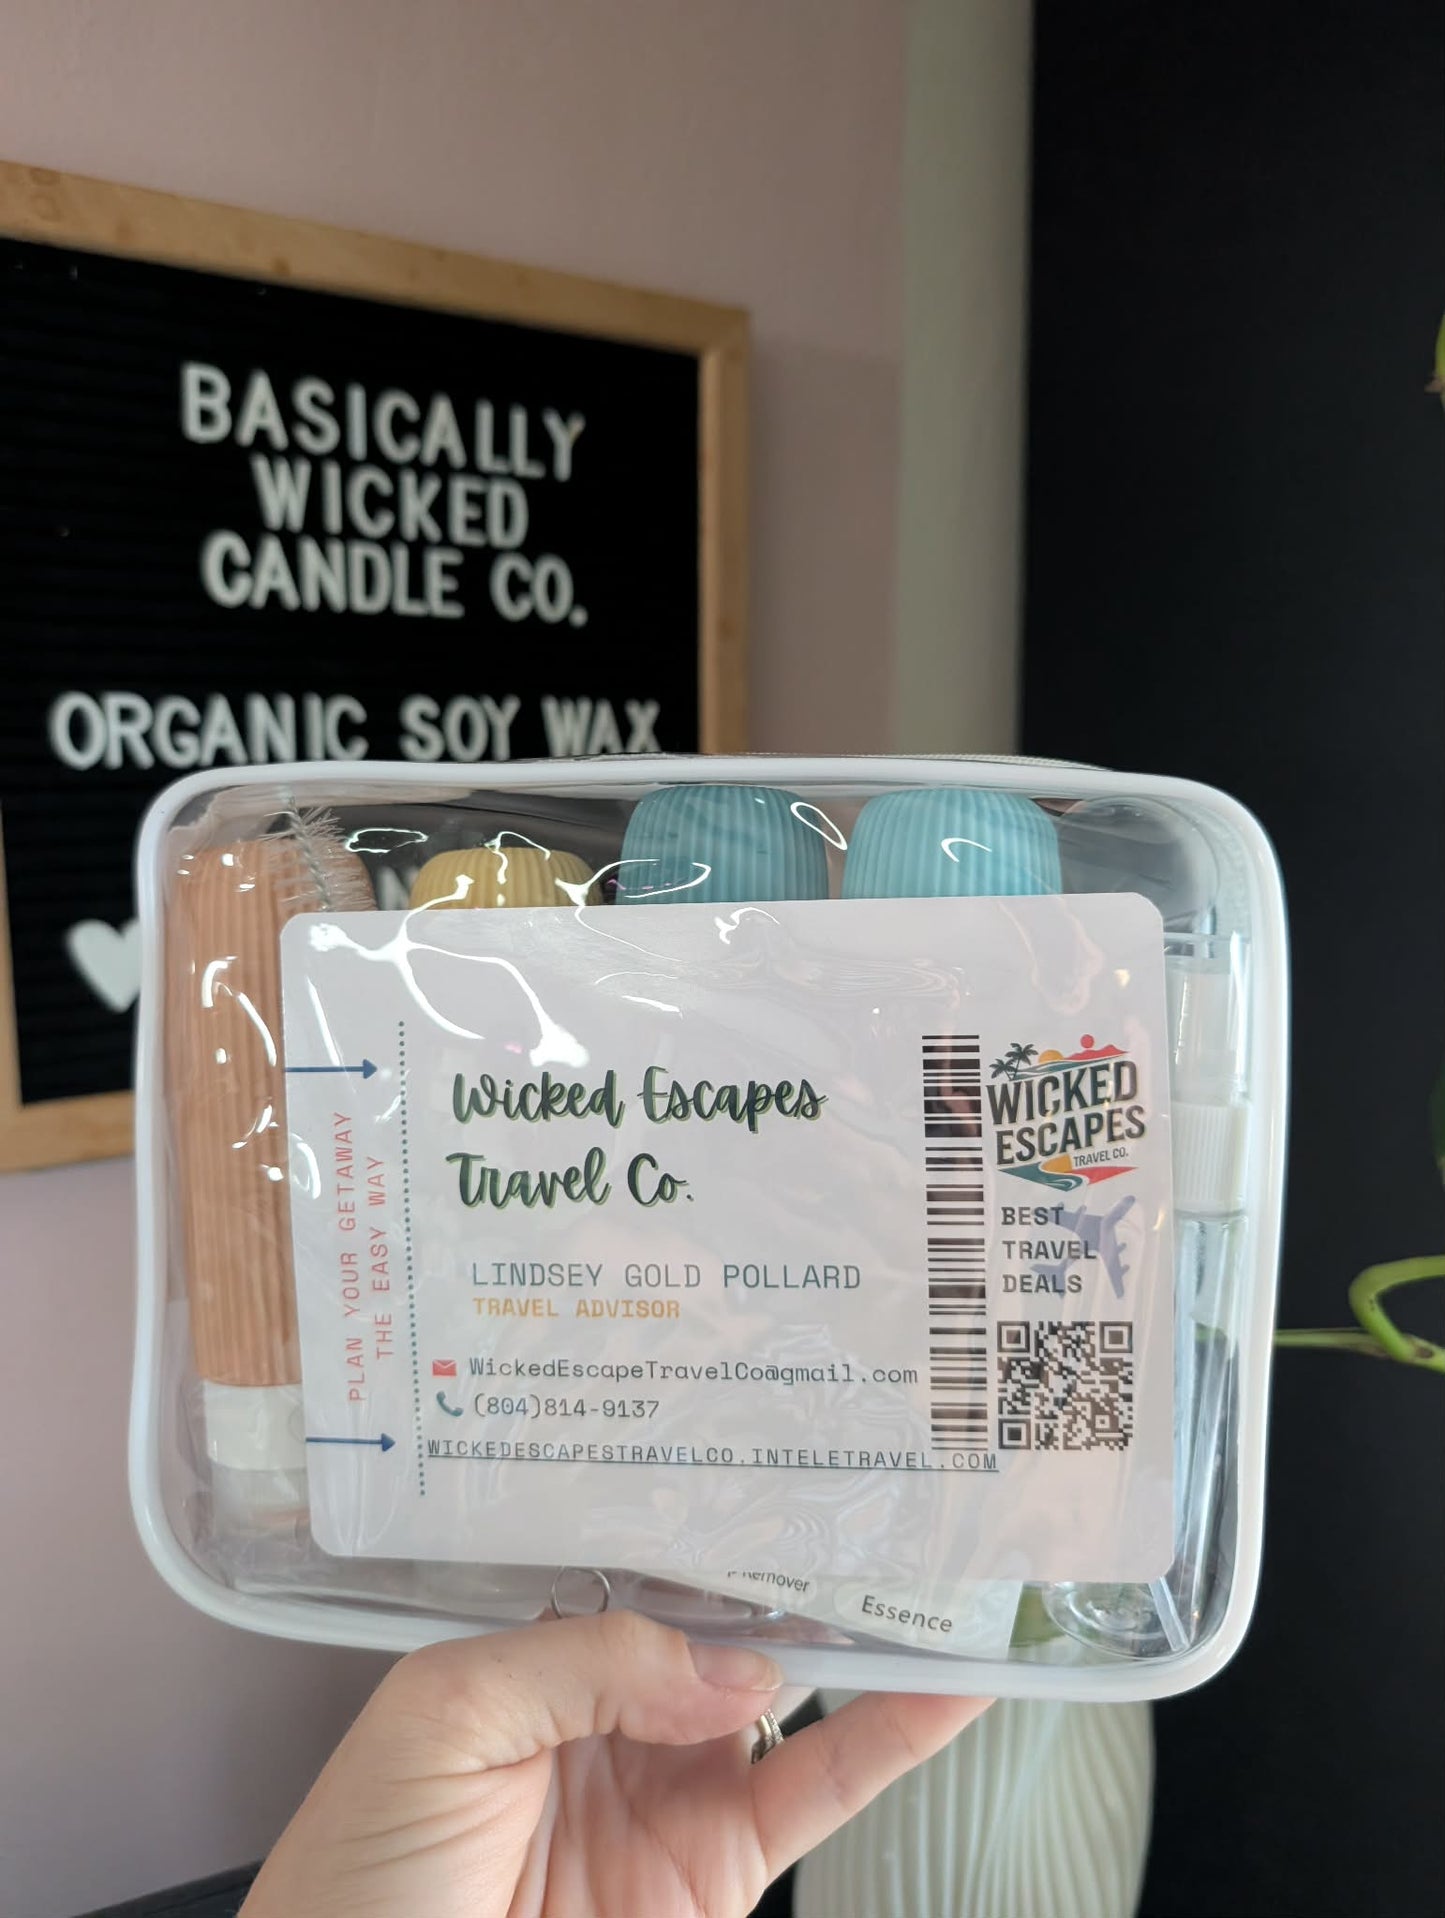 BASICALLY
WICKED
CANDLE CO.
ORGANIC SOY WAX
PLAN YOUR GETAWAY
THE EASY WAY
Wicked Escapes
Travel Co.
LINDSEY GOLD POLLARD
TRAVEL ADVISOR
WickedEscapeTravelCo@gmail.com
(804)814-9137
WICKEDESCAPESTRAVELCO.INTELETRAVEL.COM
WICKED
ESCAPES
TRAVEL CO.
BEST
TRAVEL
DEALS
Remover
Essence